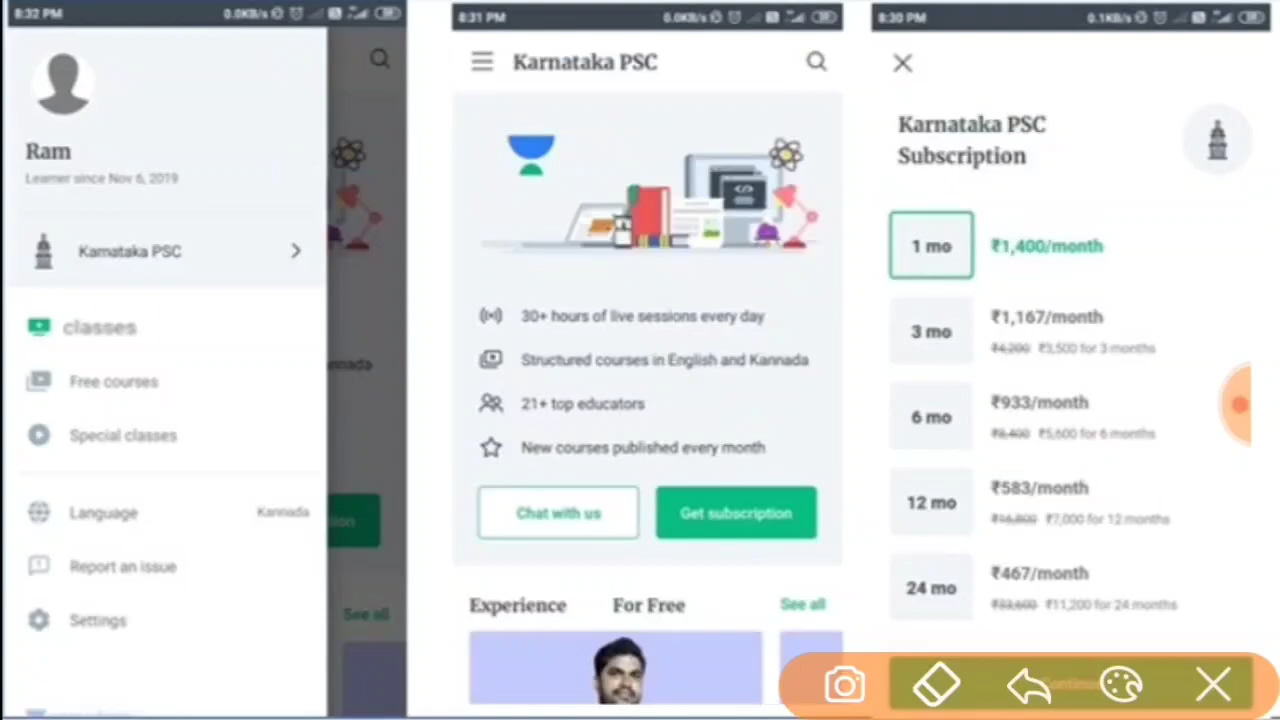 8:32 PM
0.0KB/s
Ram
Learner since Nov 6, 2019
Karnataka PSC
classes
Free courses
Special classes
Language
Kannada
Report an issue
Settings
See all
8:31 PM
0.0KB/s
Karnataka PSC
30+ hours of live sessions every day
Structured courses in English and Kannada
21+ top educators
New courses published every month
Chat with us
Get subscription
Experience
For Free
See all
8:30 PM
0.1KB/s
Karnataka PSC
Subscription
1 mo
₹1,400/month
3 mo
₹1,167/month
₹4,200 ₹3,500 for 3 months
6 mo
₹933/month
₹8,400 ₹5,600 for 6 months
12 mo
₹583/month
₹16,800 ₹7,000 for 12 months
24 mo
₹467/month
₹33,600 ₹11,200 for 24 months